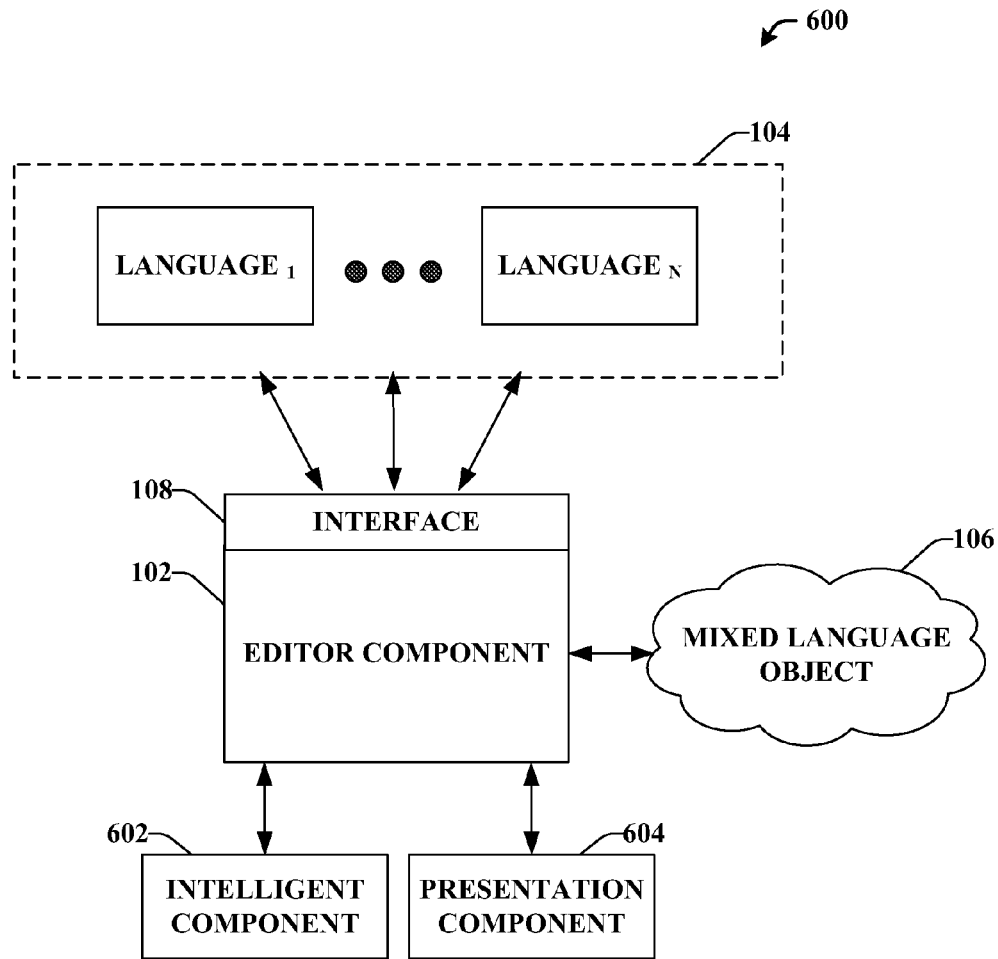 600
104
LANGUAGE 1
LANGUAGE N
108
INTERFACE
102
EDITOR COMPONENT
106
MIXED LANGUAGE
OBJECT
602
INTELLIGENT
COMPONENT
604
PRESENTATION
COMPONENT